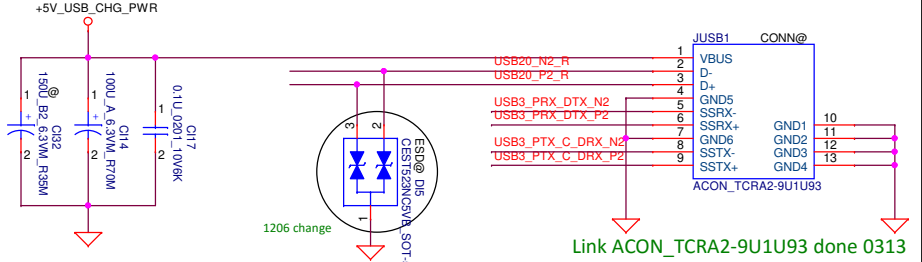 +5V_USB_CHG_PWR
JUSB1 CONN@
USB20_N2_R
USB20_P2_R
USB3_PRX_DTX_N2
USB3_PRX_DTX_P2
USB3_PTX_C_DRX_N2
USB3_PTX_C_DRX_P2
1 VBUS
2 D-
3 D+
4 GND5
5 SSRX-
6 SSRX+
7 GND6
8 SSTX-
9 SSTX+
GND1 10
GND2 11
GND3 12
GND4 13
ACON_TCRA2-9U1U93
1
2
@
CI32
150U_B2_6.3VM_R35M
1
2
CI14
100U_A_6.3VM_R70M
1
2
CI17
0.1U_0201_10V6K
3
2
1
ESD@ DI5
CEST523NC5VB_SOT-
1206 change
Link ACON_TCRA2-9U1U93 done 0313